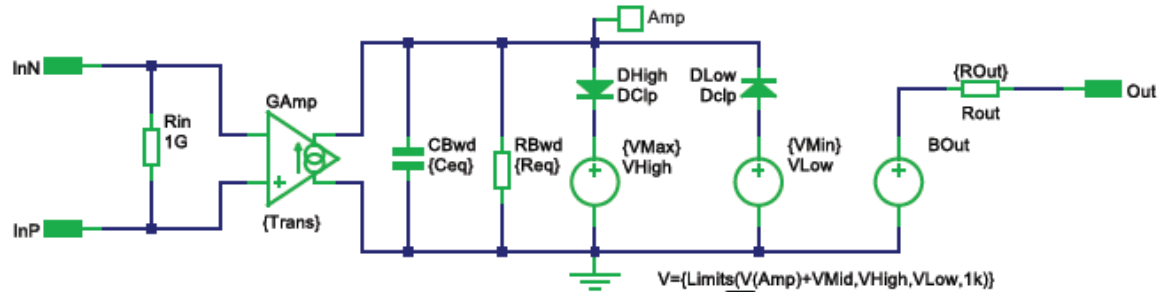 Amp
InN
Rin
1G
InP
GAmp
+
{Trans}
CBwd
{Ceq}
RBwd
{Req}
DHigh
DClp
{VMax}
VHigh
+
DLow
Dclp
{VMin}
VLow
+
BOut
+
{ROut}
Rout
Out
V={Limits(V(Amp)+VMid,VHigh,VLow,1k)}